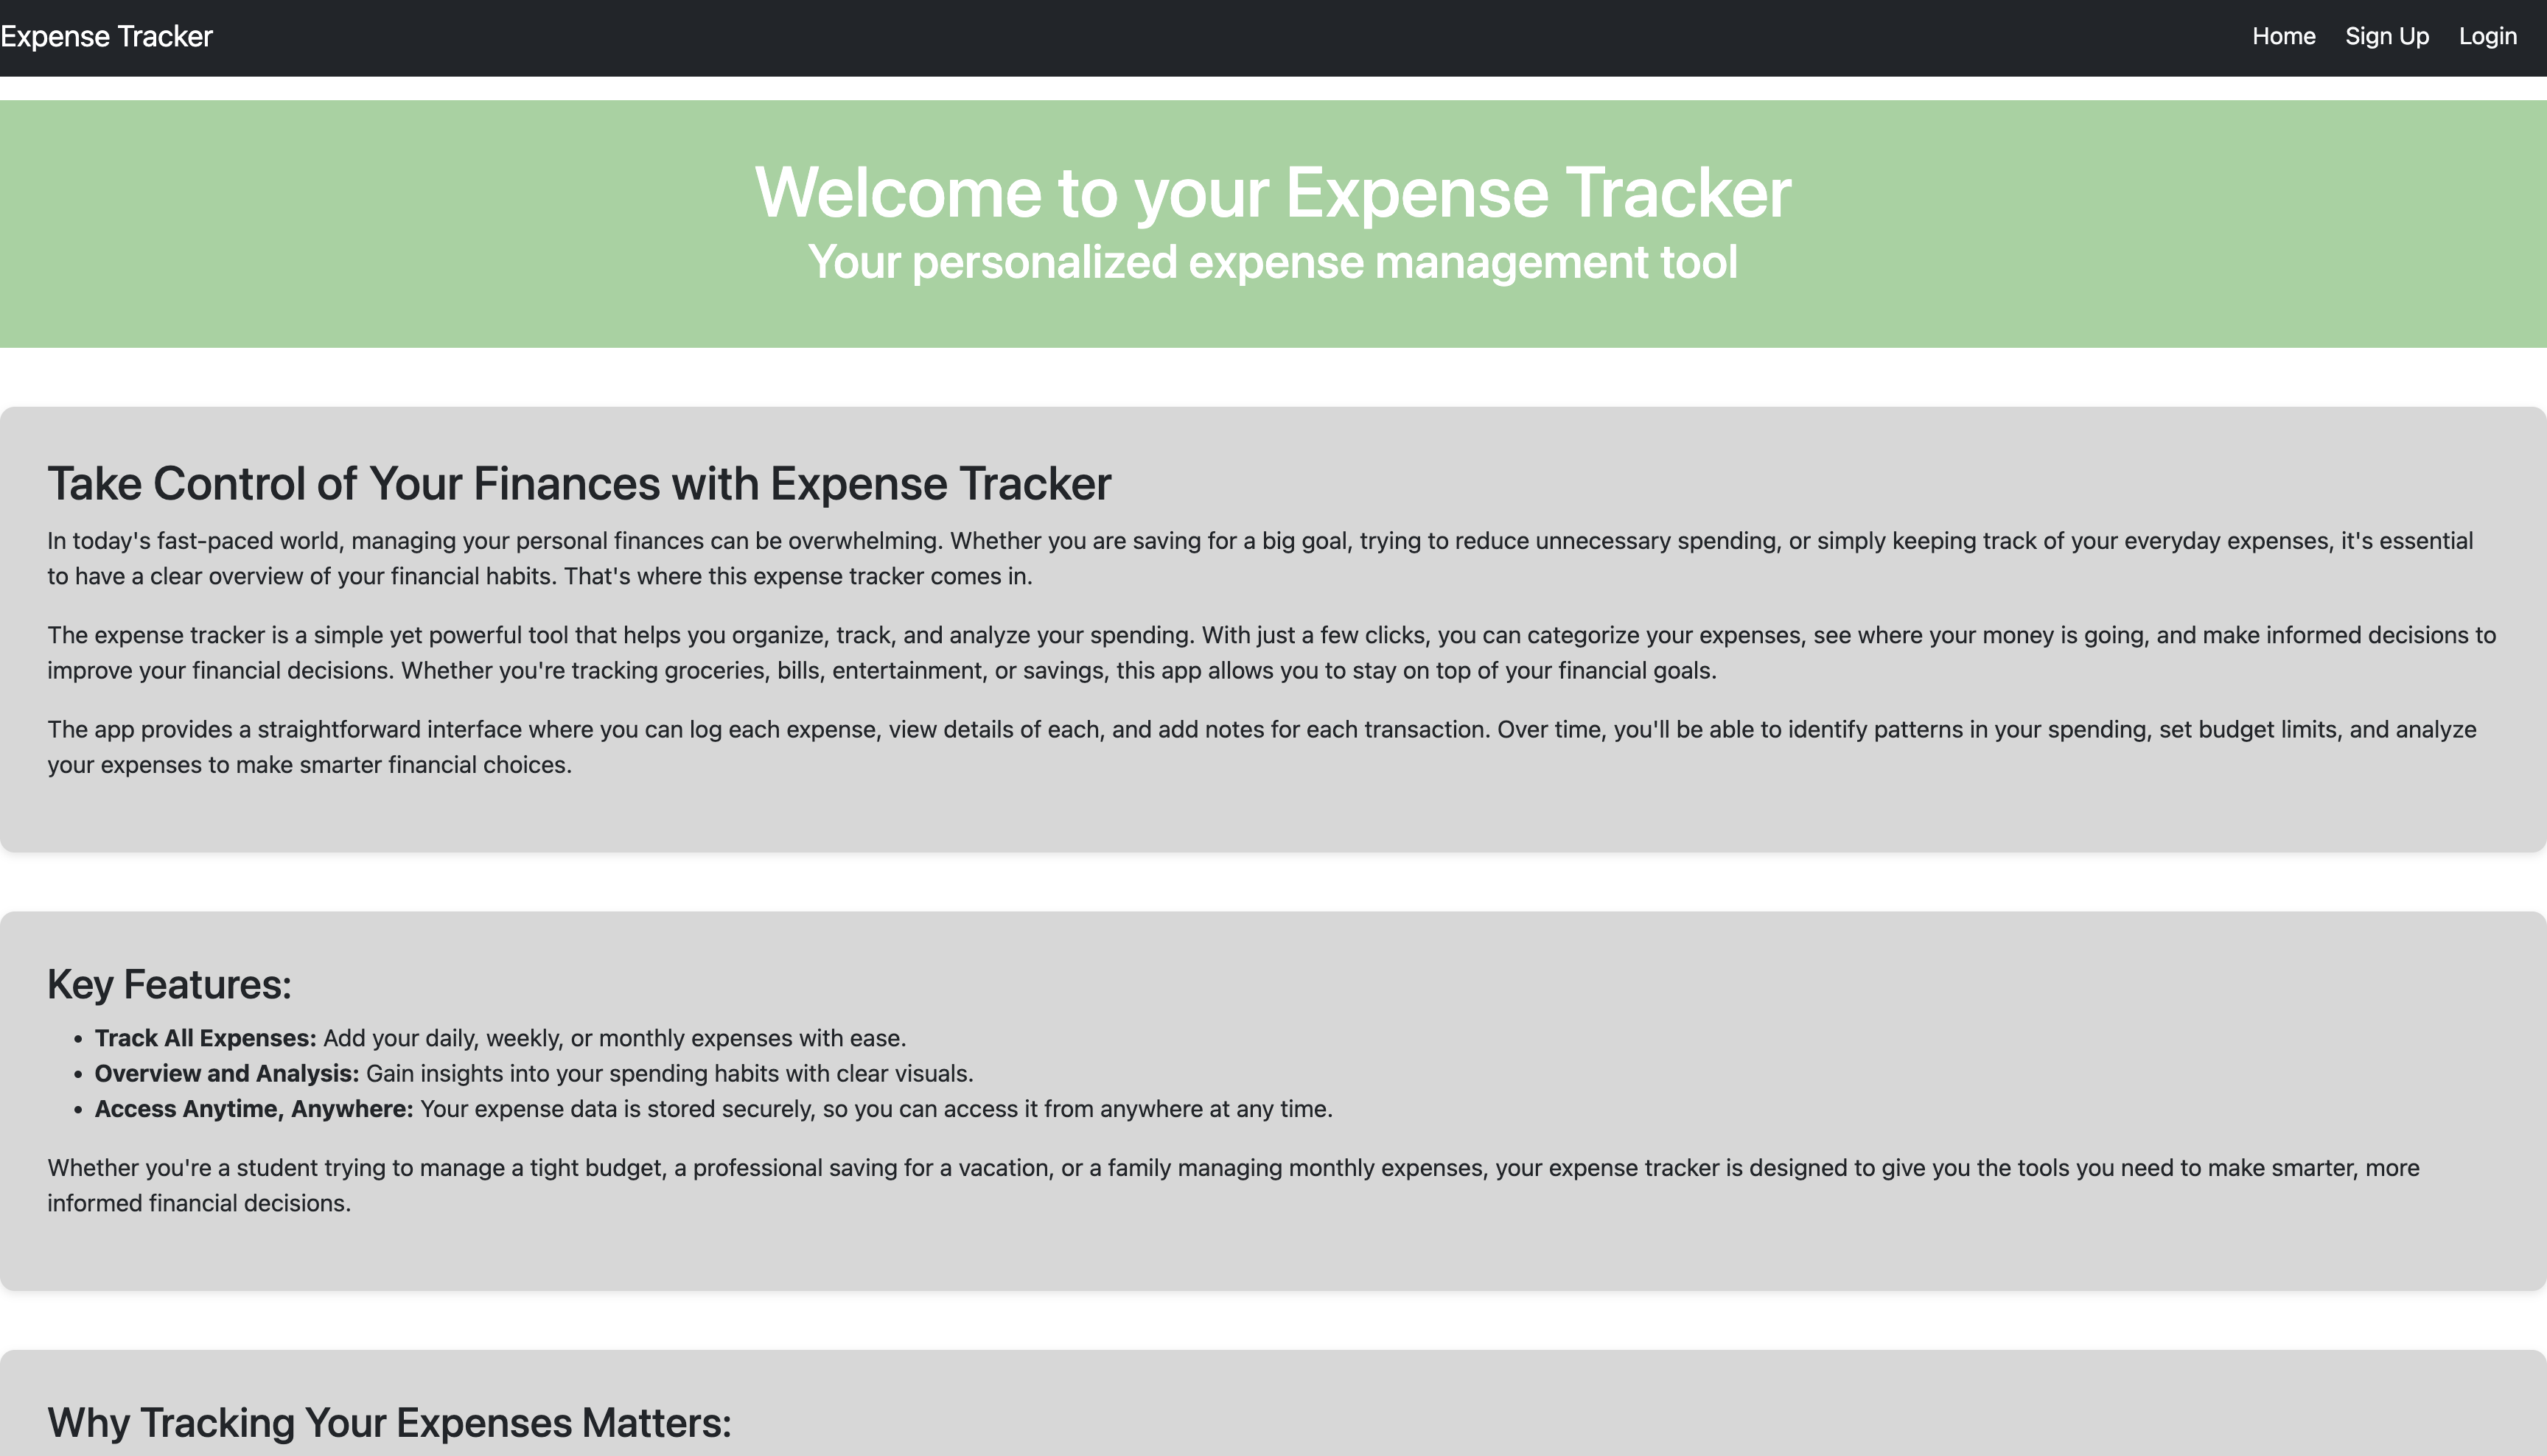 Expense Tracker
Home
Sign Up
Login
Welcome to your Expense Tracker
Your personalized expense management tool
Take Control of Your Finances with Expense Tracker
In today's fast-paced world, managing your personal finances can be overwhelming. Whether you are saving for a big goal, trying to reduce unnecessary spending, or simply keeping track of your everyday expenses, it's essential
to have a clear overview of your financial habits. That's where this expense tracker comes in.
The expense tracker is a simple yet powerful tool that helps you organize, track, and analyze your spending. With just a few clicks, you can categorize your expenses, see where your money is going, and make informed decisions to
improve your financial decisions. Whether you're tracking groceries, bills, entertainment, or savings, this app allows you to stay on top of your financial goals.
The app provides a straightforward interface where you can log each expense, view details of each, and add notes for each transaction. Over time, you'll be able to identify patterns in your spending, set budget limits, and analyze
your expenses to make smarter financial choices.
Key Features:
• Track All Expenses: Add your daily, weekly, or monthly expenses with ease.
• Overview and Analysis: Gain insights into your spending habits with clear visuals.
• Access Anytime, Anywhere: Your expense data is stored securely, so you can access it from anywhere at any time.
Whether you're a student trying to manage a tight budget, a professional saving for a vacation, or a family managing monthly expenses, your expense tracker is designed to give you the tools you need to make smarter, more
informed financial decisions.
Why Tracking Your Expenses Matters: